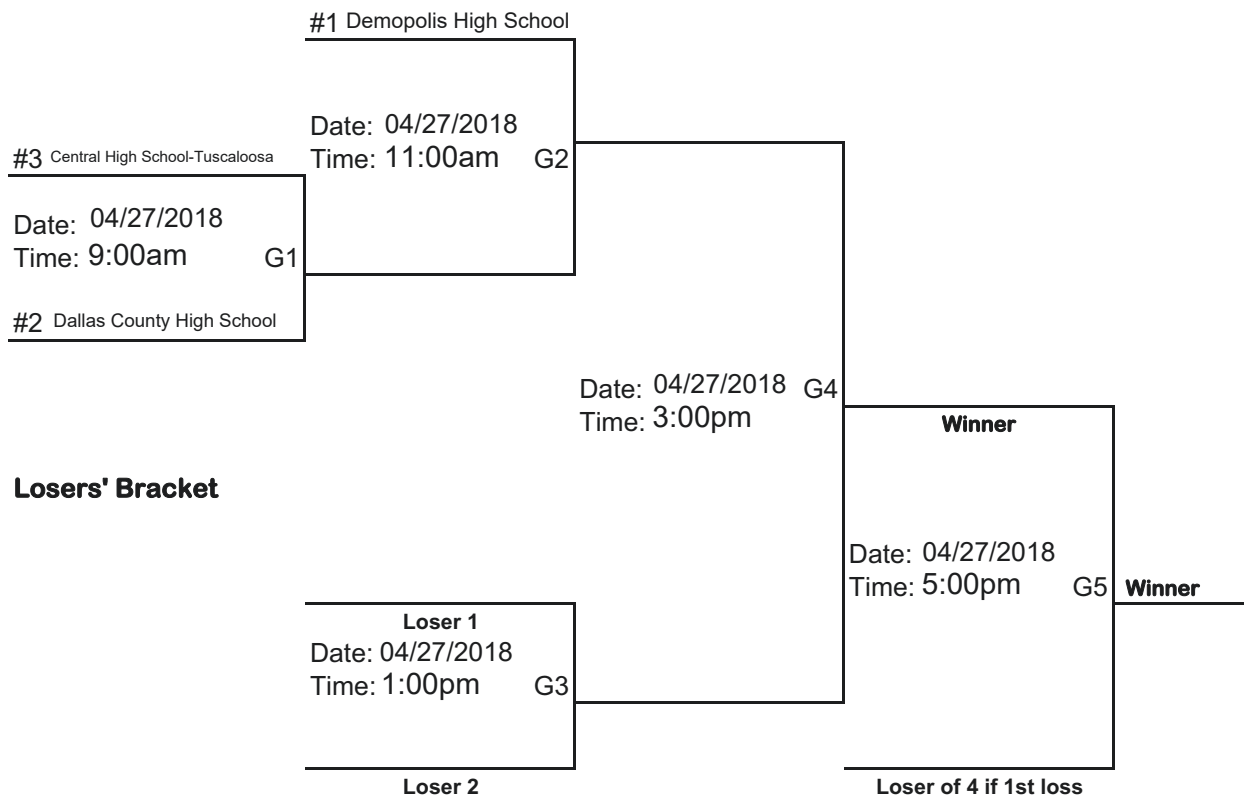 #1 Demopolis High School
Date: 04/27/2018
Time: 11:00am G2
#3 Central High School-Tuscaloosa
Date: 04/27/2018
Time: 9:00am G1
#2 Dallas County High School
Date: 04/27/2018 G4
Time: 3:00pm
Winner
Losers' Bracket
Date: 04/27/2018
Time: 5:00pm G5 Winner
Loser 1
Date: 04/27/2018
Time: 1:00pm G3
Loser 2
Loser of 4 if 1st loss